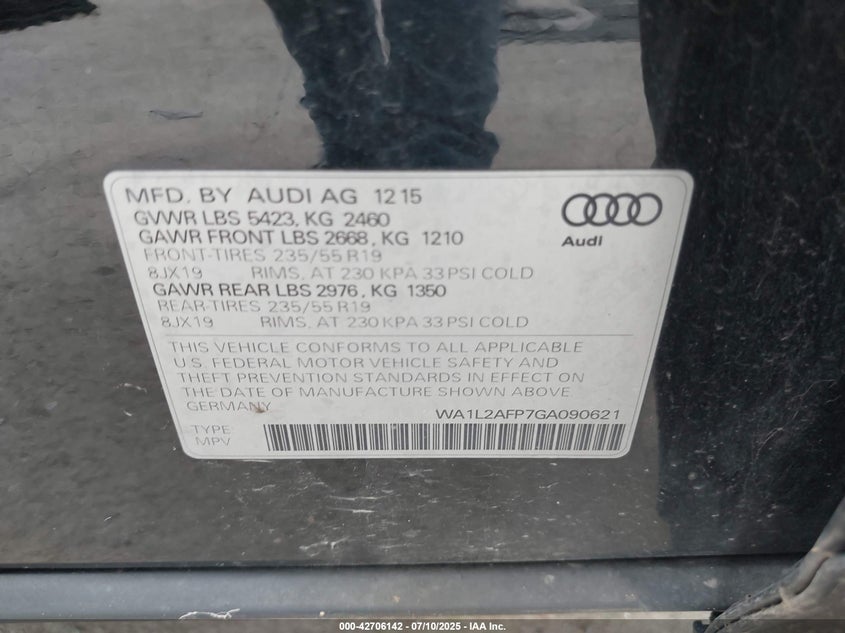 MFD. BY AUDI AG 12 15
GVWR LBS 5423, KG 2460
GAWR FRONT LBS 2668, KG 1210
FRONT-TIRES 235/55 R19
8JX19 RIMS, AT 230 KPA 33 PSI COLD
GAWR REAR LBS 2976, KG 1350
REAR-TIRES 235/55 R19
8JX19 RIMS, AT 230 KPA 33 PSI COLD
Audi
THIS VEHICLE CONFORMS TO ALL APPLICABLE
U.S. FEDERAL MOTOR VEHICLE SAFETY AND
THEFT PREVENTION STANDARDS IN EFFECT ON
THE DATE OF MANUFACTURE SHOWN ABOVE.
GERMANY WA1L2AFP7GA090621
TYPE:
MPV
000-42706142 - 07/10/2025 - IAA Inc.